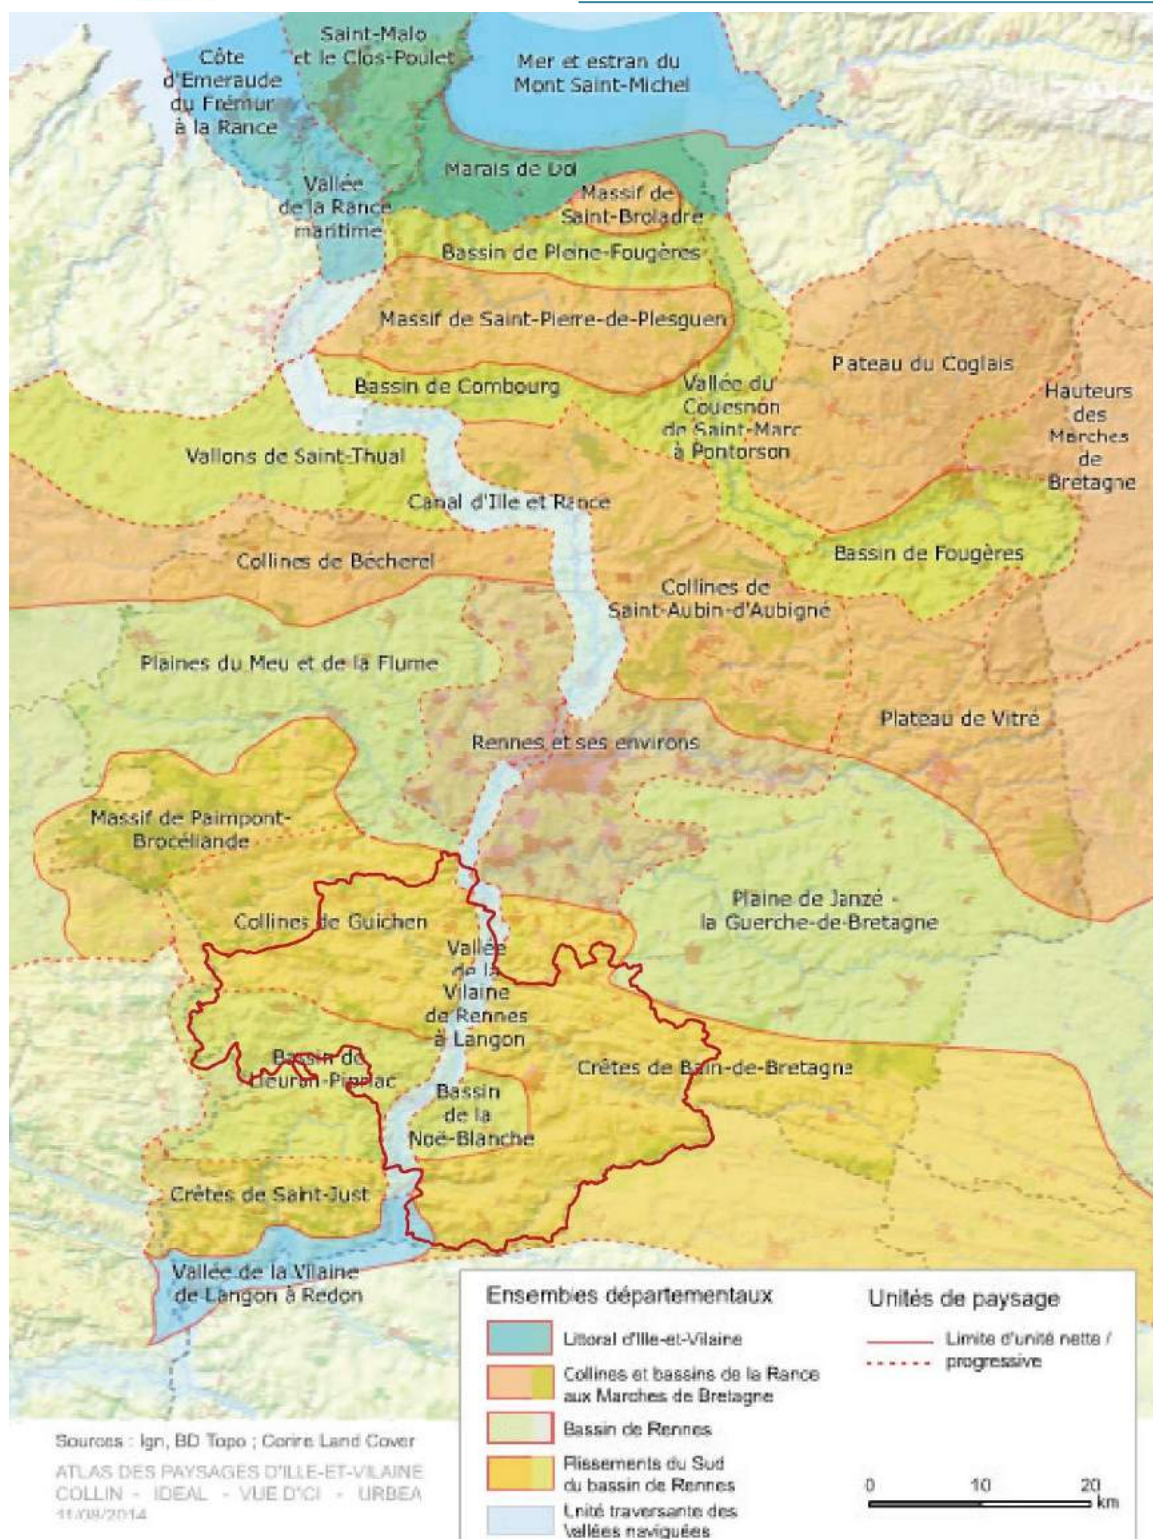 Côte
d'Emeraude
du Frémur
à la Rance
Saint-Malo
et le Clos-Poulet
Mer et estran du
Mont Saint-Michel
Vallée
de la Rance
maritime
Marais de Dol
Massif de
Saint-Broladre
Bassin de Pleine-Fougères
Massif de Saint-Pierre-de-Plesguen
Bassin de Combourg
Vallée du
Couesnon
de Saint-Marc
à Pontorson
Pateau du Coglais
Hauteurs
des
Marches
de
Bretagne
Vallons de Saint-Thual
Canal d'Ille et Rance
Collines de Bécherel
Bassin de Fougères
Collines de
Saint-Aubin-d'Aubigné
Plaines du Meu et de la Flume
Plateau de Vitré
Rennes et ses environs
Massif de Paimpont-
Brocéliande
Plaine de Janzé -
la Guerche-de-Bretagne
Collines de Guichen
Vallée
de la
Vilaine
de Rennes
à Langon
Bassin de
Lieuron-Pipriac
Crêtes de Bain-de-Bretagne
Bassin
de la
Noë-Blanche
Crêtes de Saint-Just
Vallée de la Vilaine
de Langon à Redon
Ensembles départementaux
Littoral d'Ille-et-Vilaine
Collines et bassins de la Rance
aux Marches de Bretagne
Bassin de Rennes
Plissements du Sud
du bassin de Rennes
Unité traversante des
Vallées naviguées
Unités de paysage
Limite d'unité nette /
progressive
0 10 20
km
Sources : Ign, BD Topo ; Corine Land Cover
ATLAS DES PAYSAGES D'ILLE-ET-VILAINE
COLLIN - IDEAL - VUE D'ICI - URBEA
11/08/2014